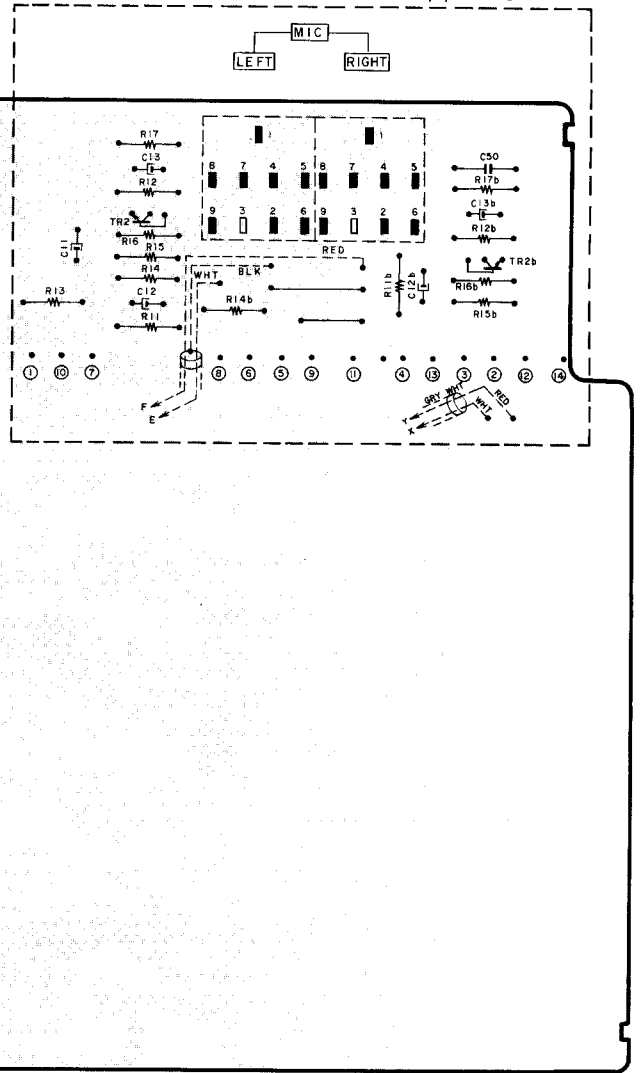 MIC
LEFT RIGHT
R17
C13
R12
TR2
R16
R15
R14
C12
R11
C11
R13
8 7 4 5 8 7 4 5
9 3 2 6 9 3 2 6
RED
BLK
WHT
R14b
R11b
C12b
C50
R17b
C13b
R12b
TR2b
R16b
R15b
1 10 7 8 6 5 9 11 4 13 3 2 12 14
F
E
GRY WHT
RED
WHT
Y
X